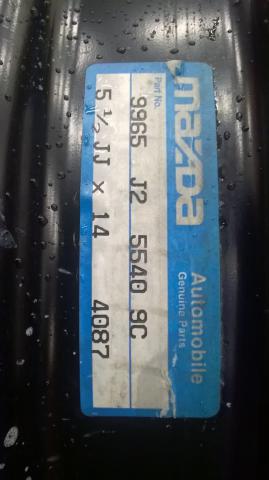 mazda
Automobile
Genuine Parts
Part No.
9965 J2 5540 9C
5 ½ JJ x 14 4087